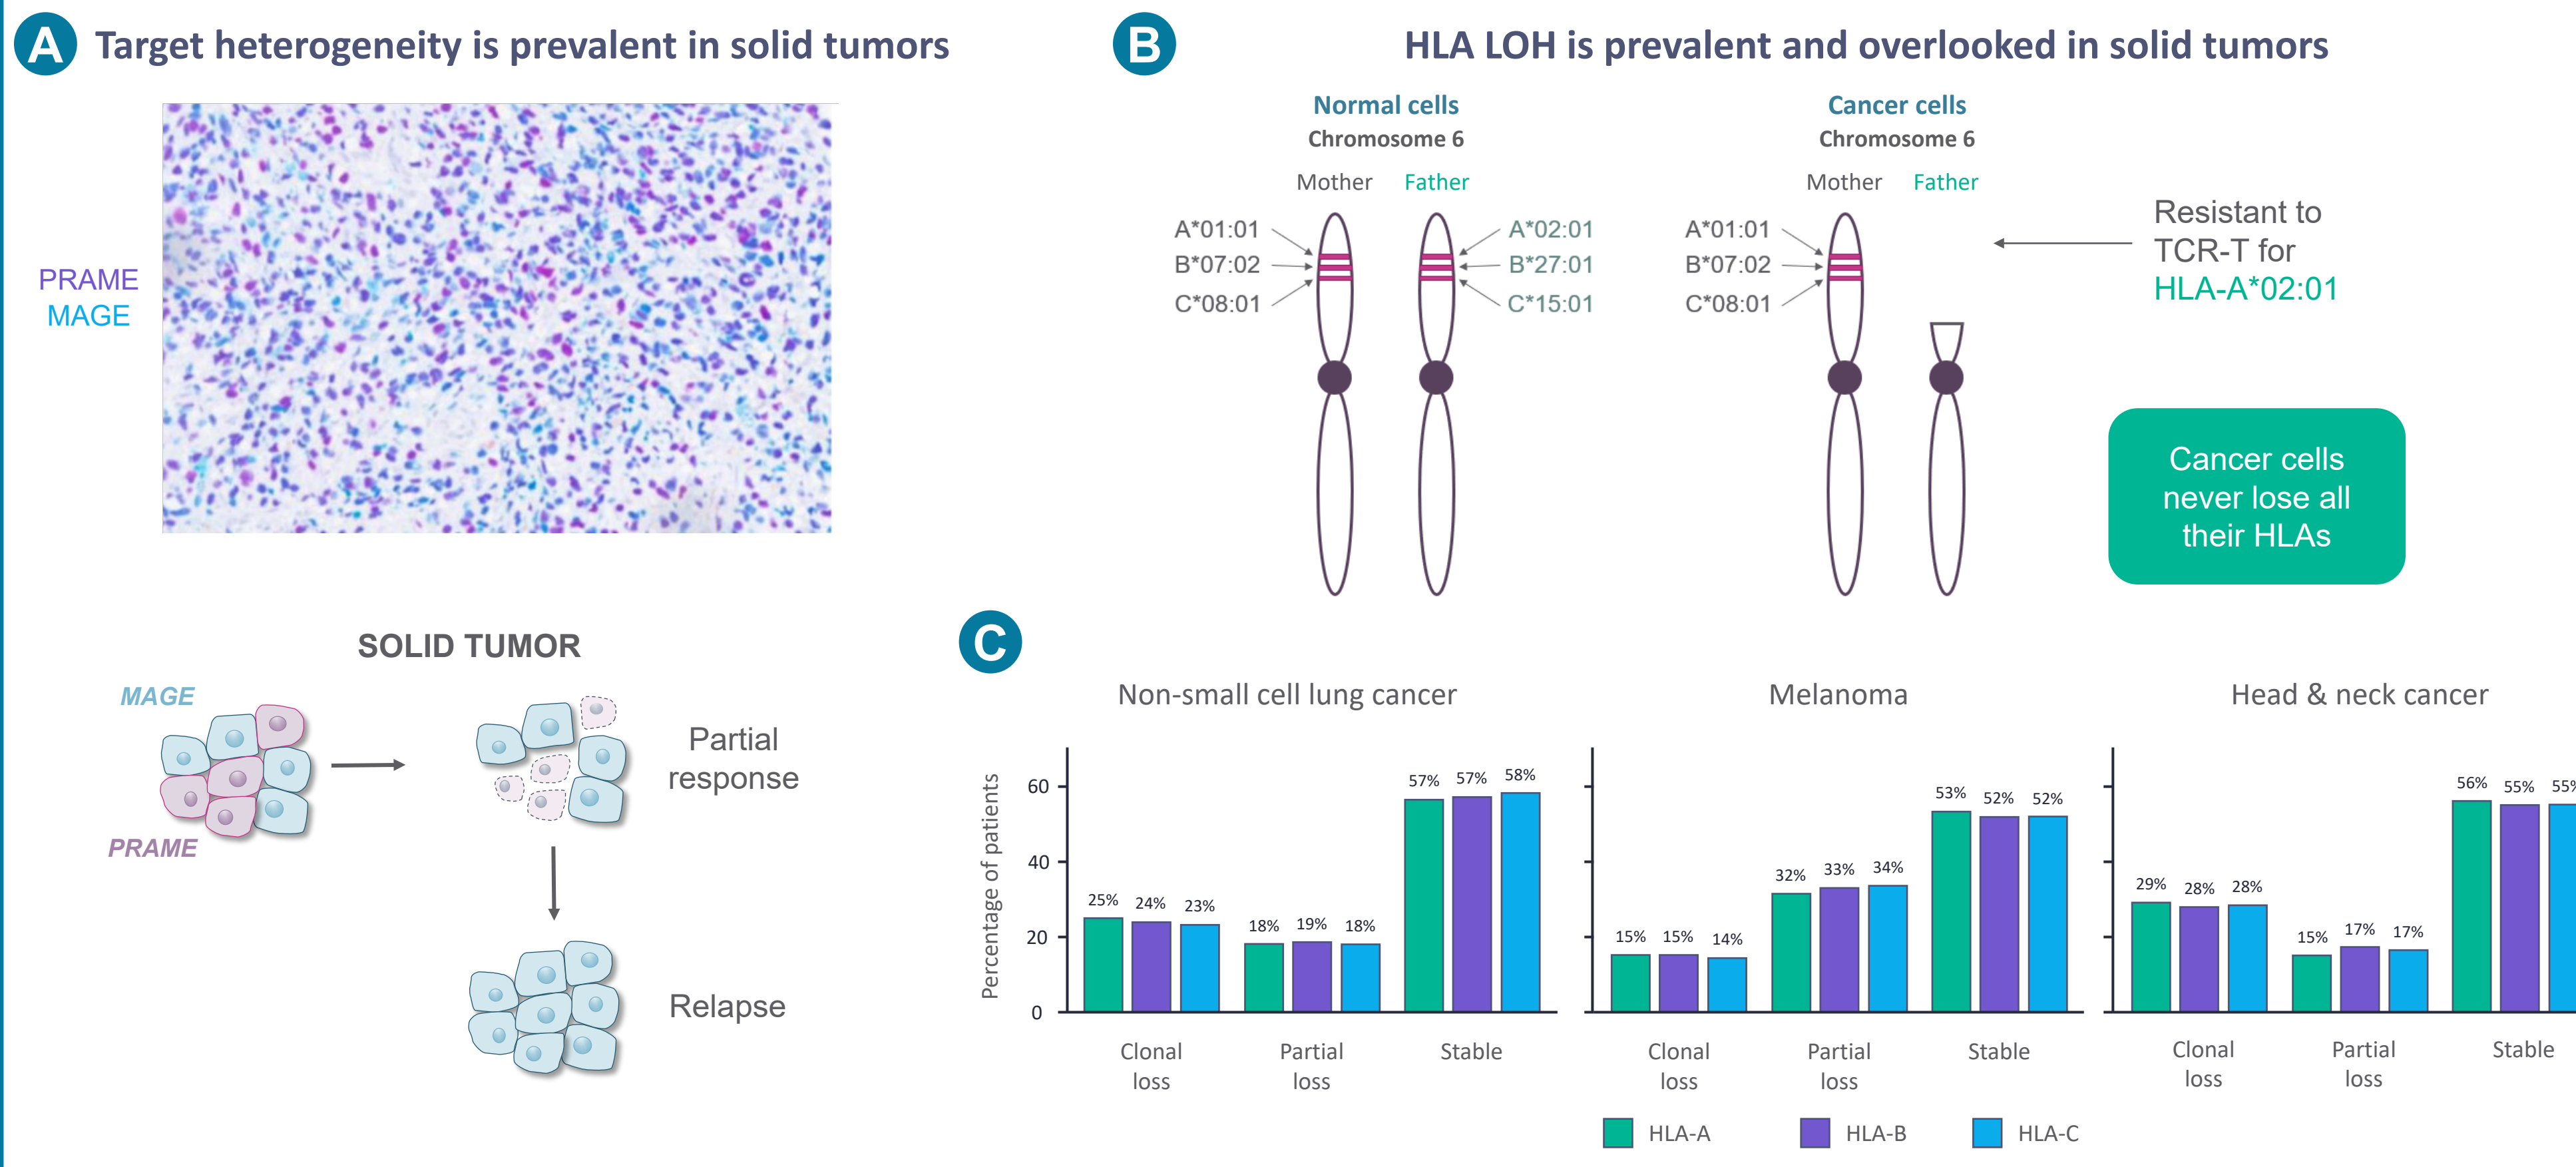 A
Target heterogeneity is prevalent in solid tumors
PRAME
MAGE
SOLID TUMOR
MAGE
PRAME
Partial
response
Relapse
B
HLA LOH is prevalent and overlooked in solid tumors
Normal cells
Chromosome 6
Mother Father
A*01:01
B*07:02
C*08:01
A*02:01
B*27:01
C*15:01
Cancer cells
Chromosome 6
Mother Father
A*01:01
B*07:02
C*08:01
Resistant to
TCR-T for
HLA-A*02:01
Cancer cells
never lose all
their HLAs
C
Non-small cell lung cancer
Percentage of patients
60
40
20
0
25% 24% 23%
18% 19% 18%
57% 57% 58%
Clonal
loss
Partial
loss
Stable
Melanoma
15% 15% 14%
32% 33% 34%
53% 52% 52%
Clonal
loss
Partial
loss
Stable
Head & neck cancer
29% 28% 28%
15% 17% 17%
56% 55% 55%
Clonal
loss
Partial
loss
Stable
HLA-A HLA-B HLA-C